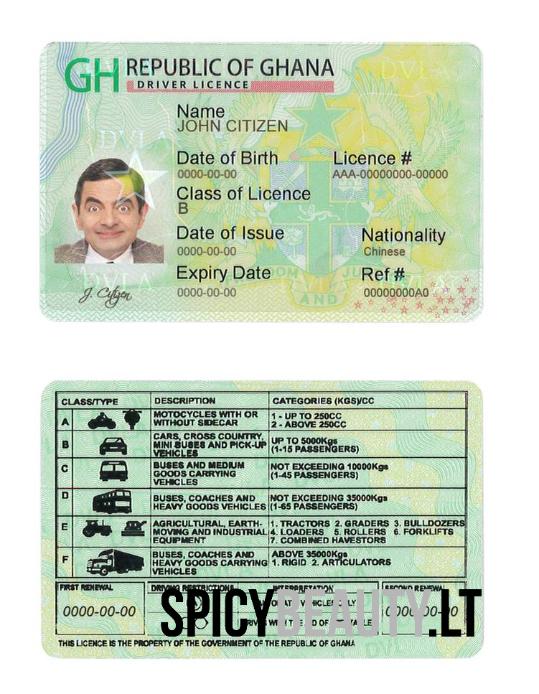 GH REPUBLIC OF GHANA
DRIVER LICENCE
Name
JOHN CITIZEN
Date of Birth Licence #
0000-00-00 AAA-00000000-00000
Class of Licence
B
Date of Issue Nationality
0000-00-00 Chinese
Expiry Date Ref #
0000-00-00 00000000A0
J. Citizen
AND
CLASS/TYPE DESCRIPTION CATEGORIES (KGS)/CC
A MOTOCYCLES WITH OR WITHOUT SIDECAR 1 - UP TO 250CC 2 - ABOVE 250CC
B CARS, CROSS COUNTRY, MINI BUSES AND PICK-UP VEHICLES UP TO 5000Kgs (1-15 PASSENGERS)
C BUSES AND MEDIUM GOODS CARRYING VEHICLES NOT EXCEEDING 10000Kgs (1-45 PASSENGERS)
D BUSES, COACHES AND HEAVY GOODS VEHICLES NOT EXCEEDING 35000Kgs (1-65 PASSENGERS)
E AGRICULTURAL, EARTH-MOVING AND INDUSTRIAL EQUIPMENT 1. TRACTORS 2. GRADERS 3. BULLDOZERS 4. LOADERS 5. ROLLERS 6. FORKLIFTS 7. COMBINED HAVESTORS
F BUSES, COACHES AND HEAVY GOODS CARRYING VEHICLES ABOVE 35000Kgs 1. RIGID 2. ARTICULATORS
FIRST RENEWAL DRIVING RESTRICTIONS INTERPRETATION SECOND RENEWAL
0000-00-00 0000-00-00
SPICYBEAUTY.LT
THIS LICENCE IS THE PROPERTY OF THE GOVERNMENT OF THE REPUBLIC OF GHANA